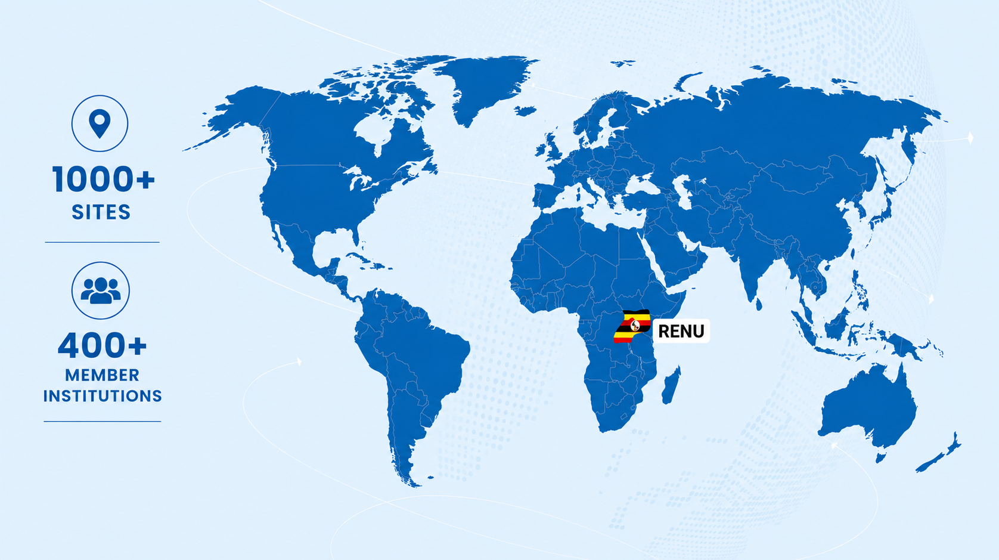 1000+
SITES
400+
MEMBER
INSTITUTIONS
RENU